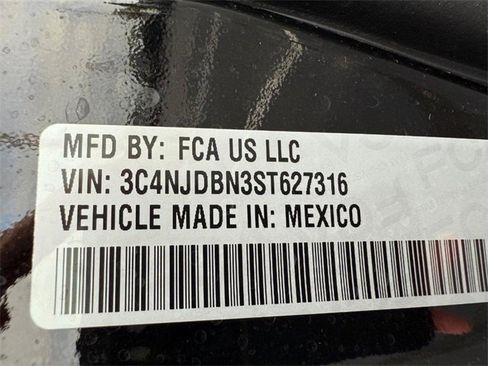 MFD BY: FCA US LLC
VIN: 3C4NJDBN3ST627316
VEHICLE MADE IN: MEXICO